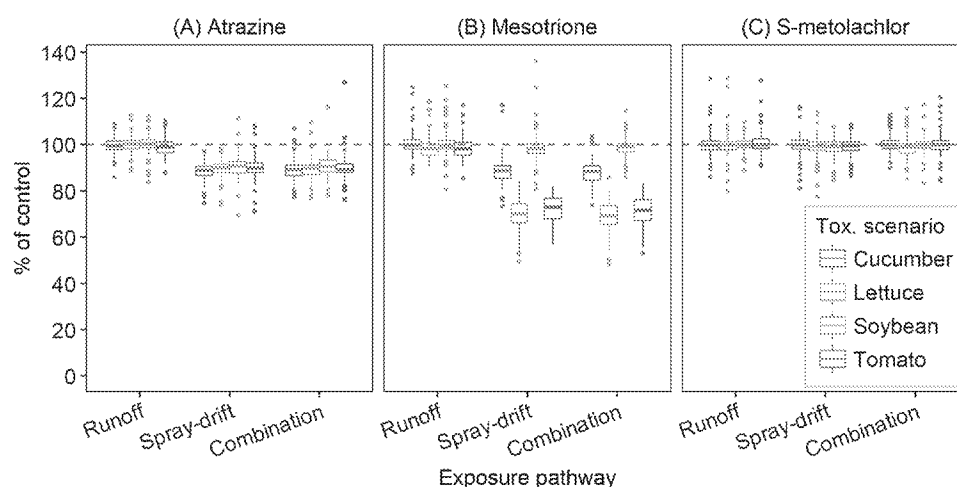 (A) Atrazine
(B) Mesotrione
(C) S-metolachlor
% of control
140
120
100
80
60
40
20
0
Tox. scenario
Cucumber
Lettuce
Soybean
Tomato
Runoff
Spray-drift
Combination
Runoff
Spray-drift
Combination
Runoff
Spray-drift
Combination
Exposure pathway